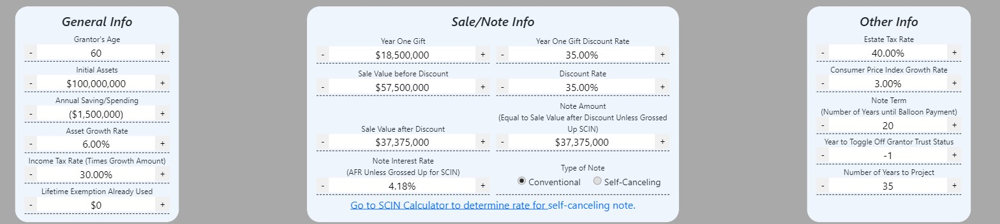 General Info
Grantor's Age
- 60 +
Initial Assets
- $100,000,000 +
Annual Saving/Spending
- ($1,500,000) +
Asset Growth Rate
- 6.00% +
Income Tax Rate (Times Growth Amount)
- 30.00% +
Lifetime Exemption Already Used
- $0 +
Sale/Note Info
Year One Gift
- $18,500,000 +
Year One Gift Discount Rate
- 35.00% +
Sale Value before Discount
- $57,500,000 +
Discount Rate
- 35.00% +
Sale Value after Discount
- $37,375,000 +
Note Amount
(Equal to Sale Value after Discount Unless Grossed
Up SCIN)
- $37,375,000 +
Note Interest Rate
(AFR Unless Grossed Up for SCIN)
- 4.18% +
Type of Note
Conventional Self-Canceling
Go to SCIN Calculator to determine rate for self-canceling note.
Other Info
Estate Tax Rate
- 40.00% +
Consumer Price Index Growth Rate
- 3.00% +
Note Term
(Number of Years until Balloon Payment)
- 20 +
Year to Toggle Off Grantor Trust Status
- -1 +
Number of Years to Project
- 35 +